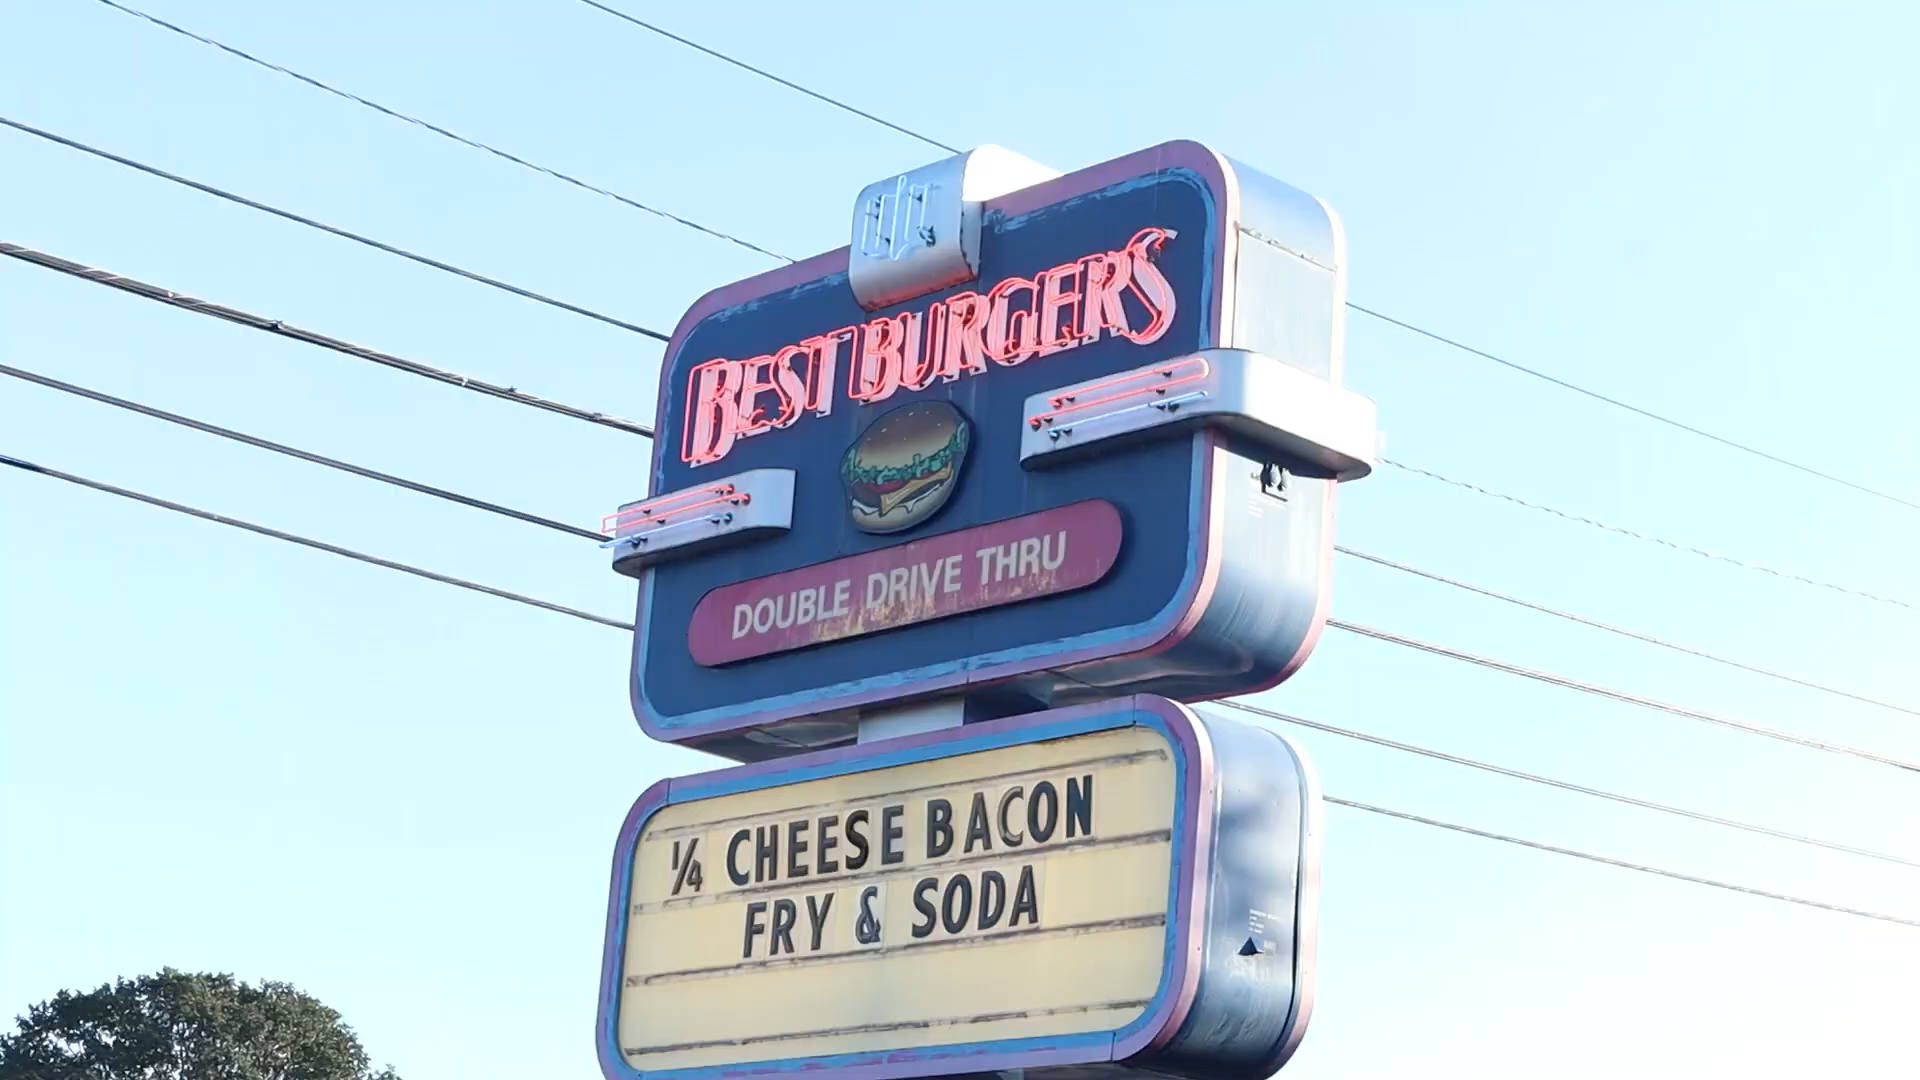 BEST BURGERS
DOUBLE DRIVE THRU
1/4 CHEESE BACON
FRY & SODA